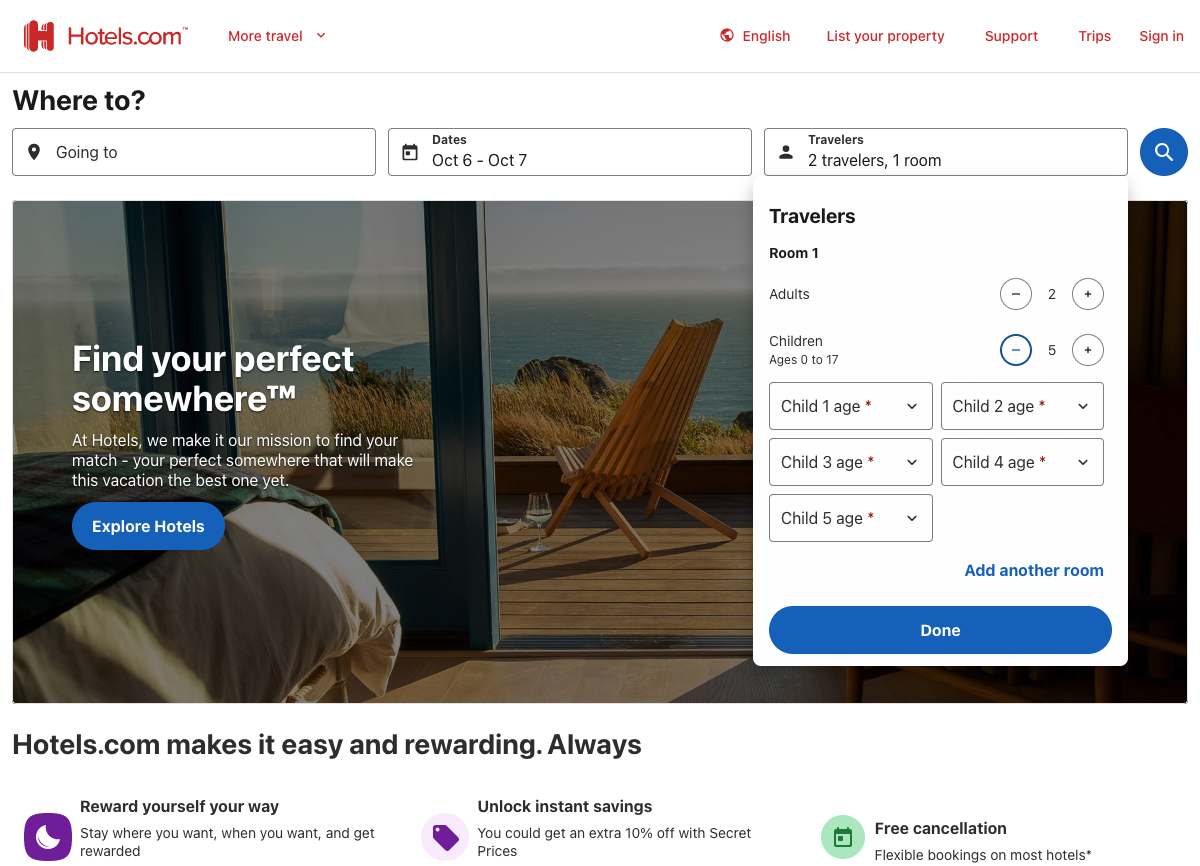 Hotels.com™
More travel
English
List your property
Support
Trips
Sign in
Where to?
Going to
Dates
Oct 6 - Oct 7
Travelers
2 travelers, 1 room
Travelers
Room 1
Adults
2
Children
Ages 0 to 17
5
Child 1 age *
Child 2 age *
Child 3 age *
Child 4 age *
Child 5 age *
Add another room
Done
Find your perfect
somewhere™
At Hotels, we make it our mission to find your
match - your perfect somewhere that will make
this vacation the best one yet.
Explore Hotels
Hotels.com makes it easy and rewarding. Always
Reward yourself your way
Stay where you want, when you want, and get
rewarded
Unlock instant savings
You could get an extra 10% off with Secret
Prices
Free cancellation
Flexible bookings on most hotels*